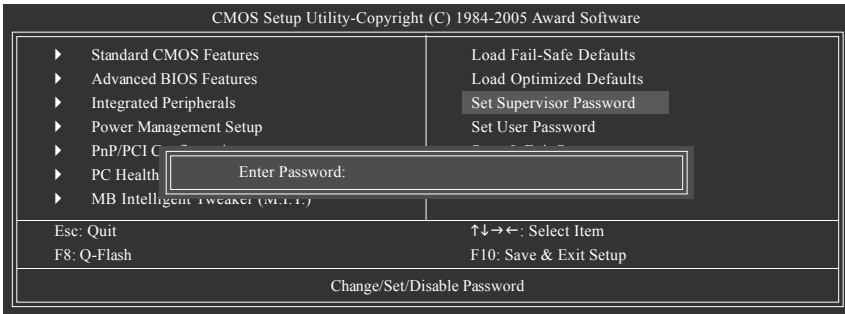 CMOS Setup Utility-Copyright (C) 1984-2005 Award Software
Standard CMOS Features
Advanced BIOS Features
Integrated Peripherals
Power Management Setup
PnP/PCI
PC Health
MB Intelligent Tweaker (M.I.T.)
Load Fail-Safe Defaults
Load Optimized Defaults
Set Supervisor Password
Set User Password
Enter Password:
Esc: Quit
↑↓→←: Select Item
F8: Q-Flash
F10: Save & Exit Setup
Change/Set/Disable Password